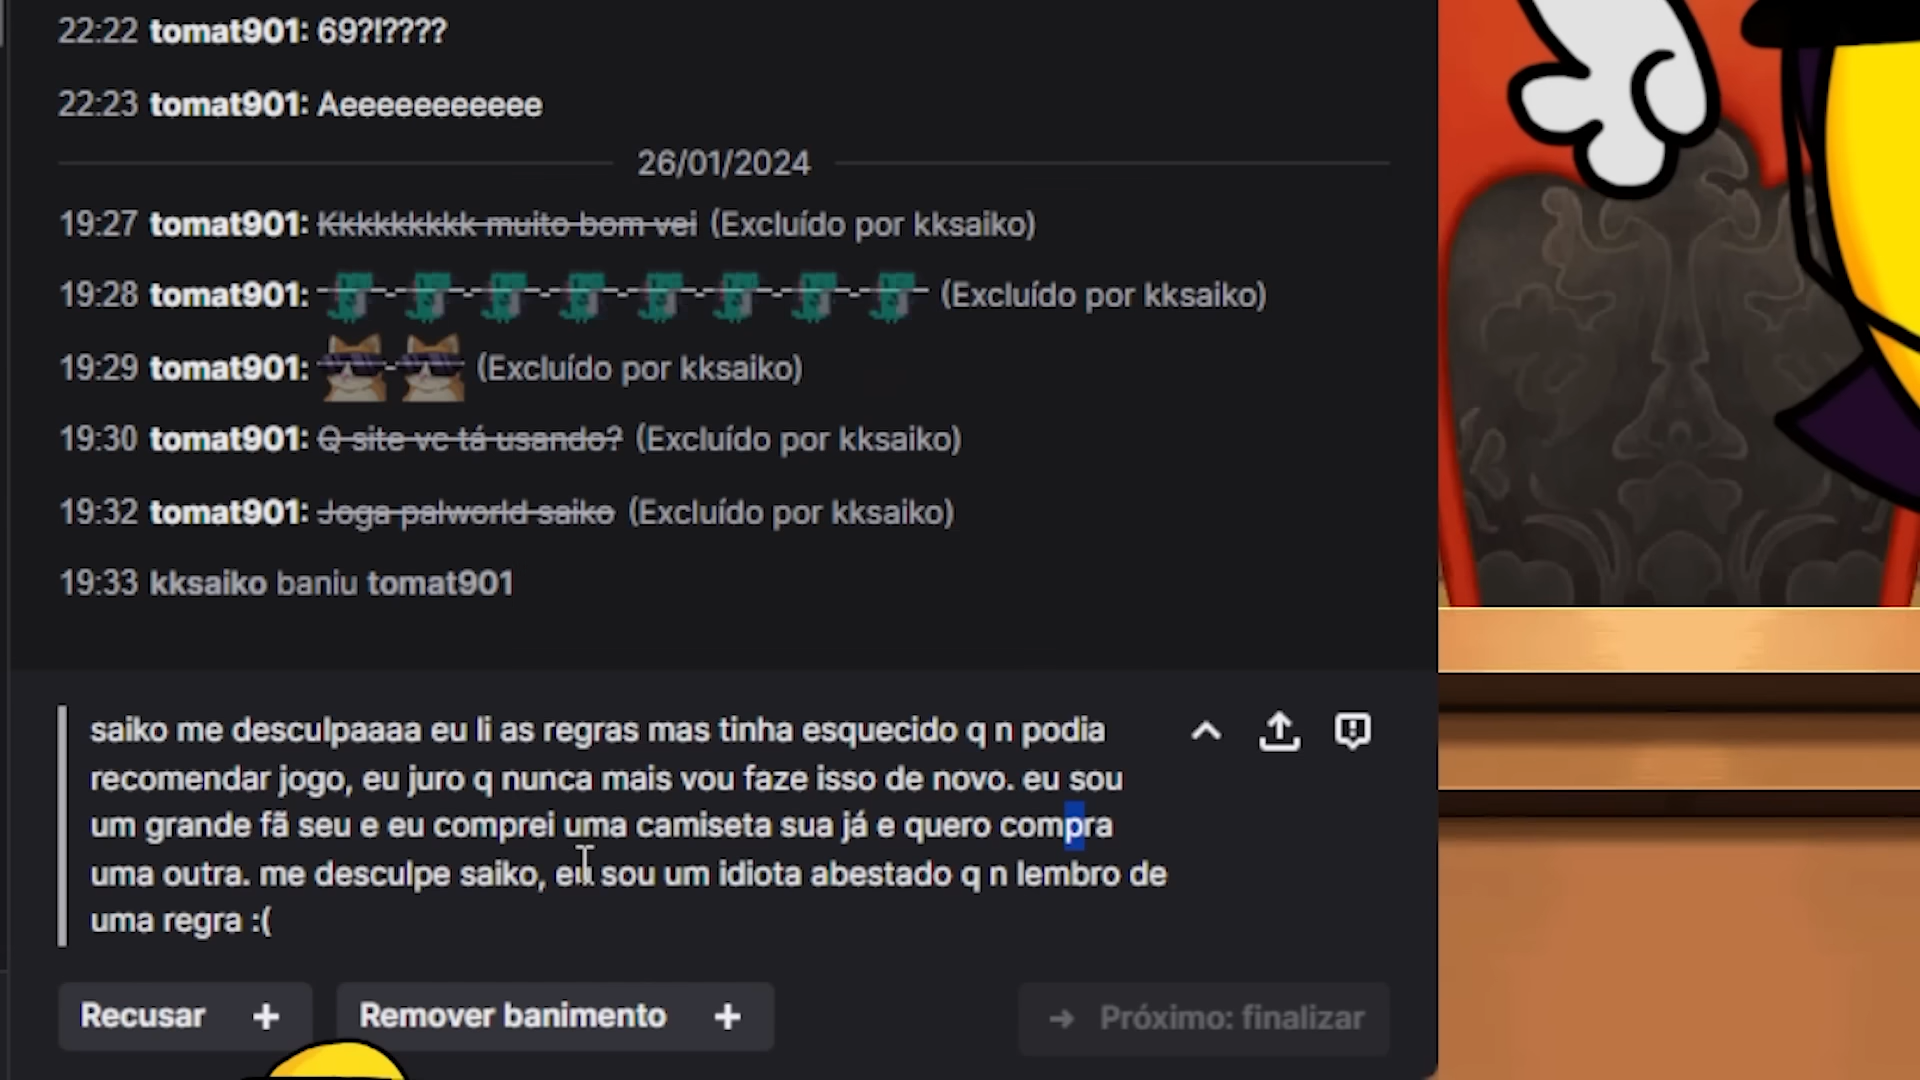 22:22 tomat901: 69?!????
22:23 tomat901: Aeeeeeeeeeee
26/01/2024
19:27 tomat901: Kkkkkkkkk muito bom vei (Excluído por kksaiko)
19:28 tomat901: - - - - - - - (Excluído por kksaiko)
19:29 tomat901: - (Excluído por kksaiko)
19:30 tomat901: Q site vc tá usando? (Excluído por kksaiko)
19:32 tomat901: Joga palworld saiko (Excluído por kksaiko)
19:33 kksaiko baniu tomat901
saiko me desculpaaaa eu li as regras mas tinha esquecido q n podia
recomendar jogo, eu juro q nunca mais vou faze isso de novo. eu sou
um grande fã seu e eu comprei uma camiseta sua já e quero compra
uma outra. me desculpe saiko, eu sou um idiota abestado q n lembro de
uma regra :(
Recusar +
Remover banimento +
→ Próximo: finalizar